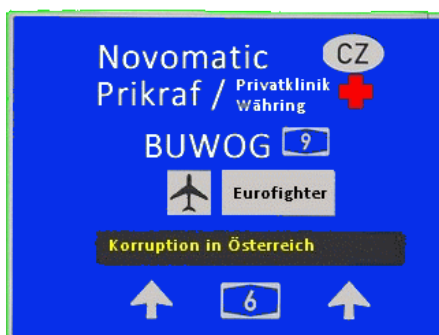 Novomatic CZ
Prikraf / Privatklinik
Währing
BUWOG 9
Eurofighter
Korruption in Österreich
6